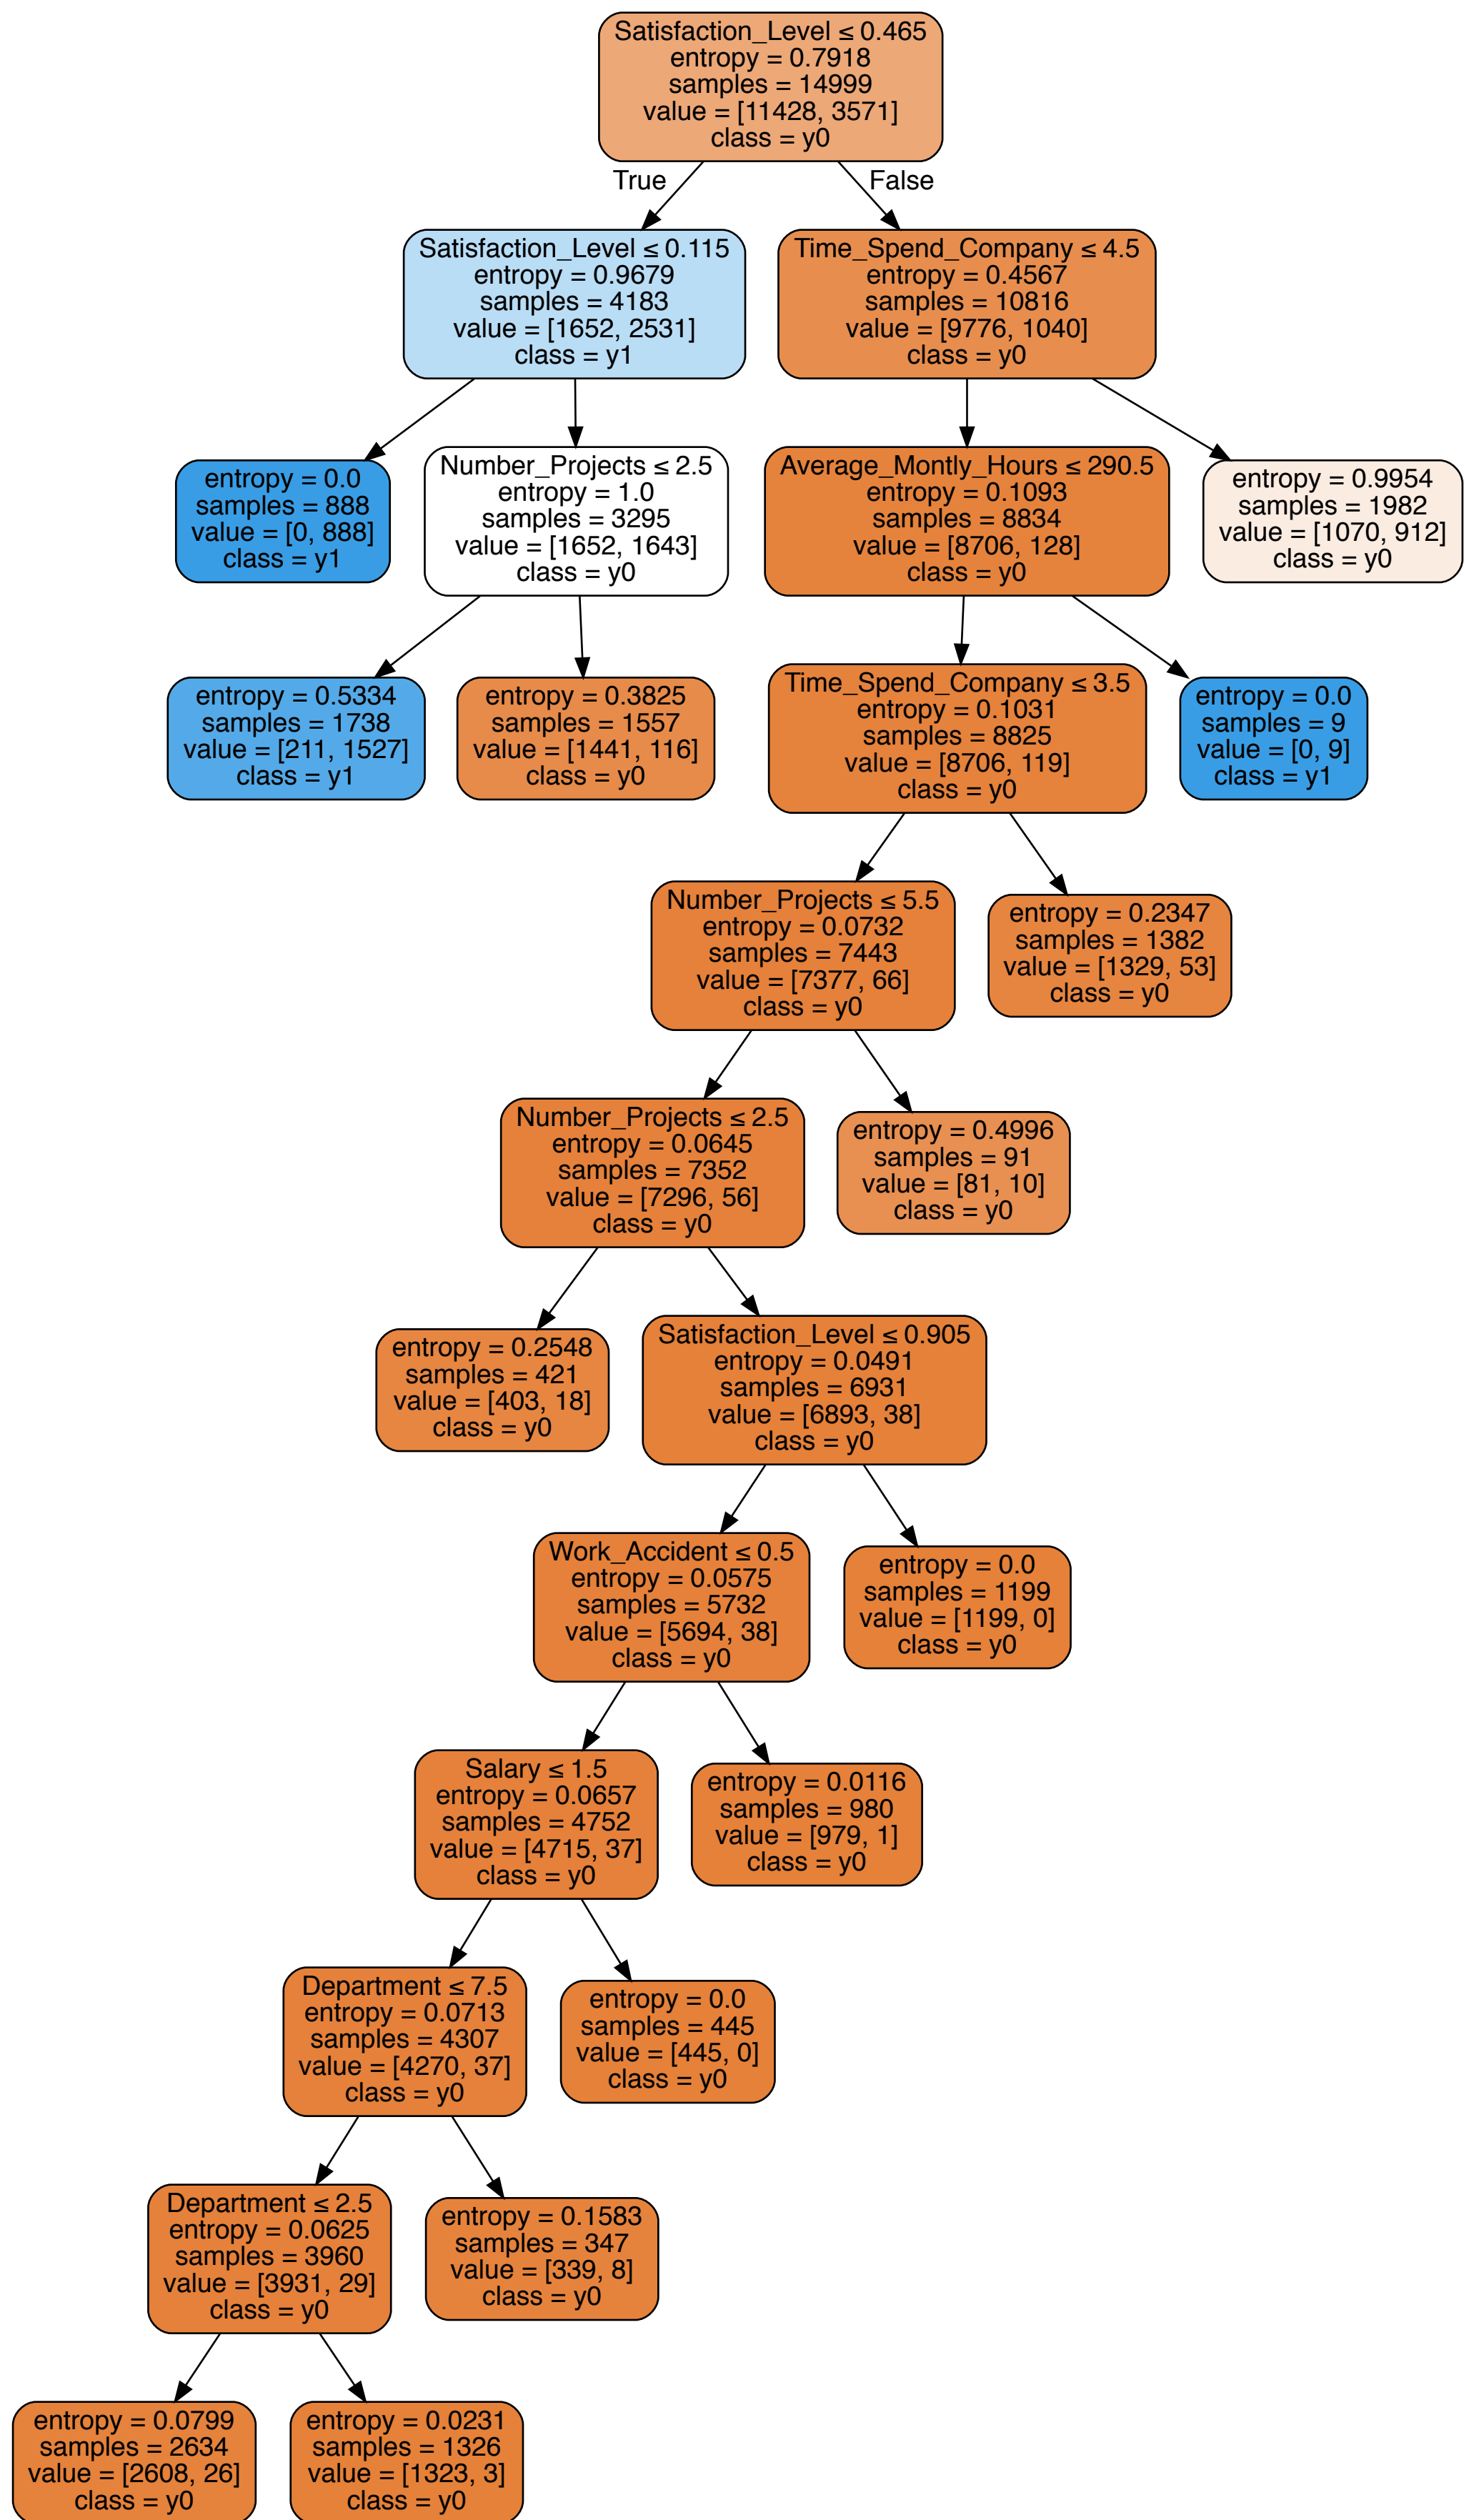 Satisfaction_Level ≤ 0.465
entropy = 0.7918
samples = 14999
value = [11428, 3571]
class = y0
True
False
Satisfaction_Level ≤ 0.115
entropy = 0.9679
samples = 4183
value = [1652, 2531]
class = y1
Time_Spend_Company ≤ 4.5
entropy = 0.4567
samples = 10816
value = [9776, 1040]
class = y0
entropy = 0.0
samples = 888
value = [0, 888]
class = y1
Number_Projects ≤ 2.5
entropy = 1.0
samples = 3295
value = [1652, 1643]
class = y0
Average_Montly_Hours ≤ 290.5
entropy = 0.1093
samples = 8834
value = [8706, 128]
class = y0
entropy = 0.9954
samples = 1982
value = [1070, 912]
class = y0
entropy = 0.5334
samples = 1738
value = [211, 1527]
class = y1
entropy = 0.3825
samples = 1557
value = [1441, 116]
class = y0
Time_Spend_Company ≤ 3.5
entropy = 0.1031
samples = 8825
value = [8706, 119]
class = y0
entropy = 0.0
samples = 9
value = [0, 9]
class = y1
Number_Projects ≤ 5.5
entropy = 0.0732
samples = 7443
value = [7377, 66]
class = y0
entropy = 0.2347
samples = 1382
value = [1329, 53]
class = y0
Number_Projects ≤ 2.5
entropy = 0.0645
samples = 7352
value = [7296, 56]
class = y0
entropy = 0.4996
samples = 91
value = [81, 10]
class = y0
entropy = 0.2548
samples = 421
value = [403, 18]
class = y0
Satisfaction_Level ≤ 0.905
entropy = 0.0491
samples = 6931
value = [6893, 38]
class = y0
Work_Accident ≤ 0.5
entropy = 0.0575
samples = 5732
value = [5694, 38]
class = y0
entropy = 0.0
samples = 1199
value = [1199, 0]
class = y0
Salary ≤ 1.5
entropy = 0.0657
samples = 4752
value = [4715, 37]
class = y0
entropy = 0.0116
samples = 980
value = [979, 1]
class = y0
Department ≤ 7.5
entropy = 0.0713
samples = 4307
value = [4270, 37]
class = y0
entropy = 0.0
samples = 445
value = [445, 0]
class = y0
Department ≤ 2.5
entropy = 0.0625
samples = 3960
value = [3931, 29]
class = y0
entropy = 0.1583
samples = 347
value = [339, 8]
class = y0
entropy = 0.0799
samples = 2634
value = [2608, 26]
class = y0
entropy = 0.0231
samples = 1326
value = [1323, 3]
class = y0